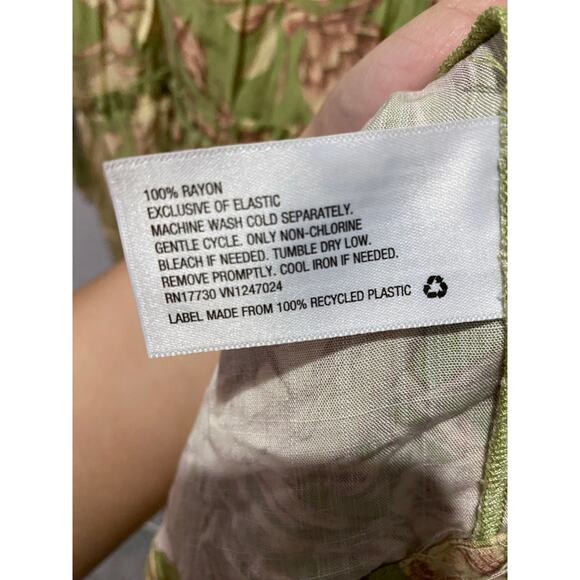 100% RAYON
EXCLUSIVE OF ELASTIC
MACHINE WASH COLD SEPARATELY.
GENTLE CYCLE. ONLY NON-CHLORINE
BLEACH IF NEEDED. TUMBLE DRY LOW.
REMOVE PROMPTLY. COOL IRON IF NEEDED.
RN17730 VN1247024
LABEL MADE FROM 100% RECYCLED PLASTIC